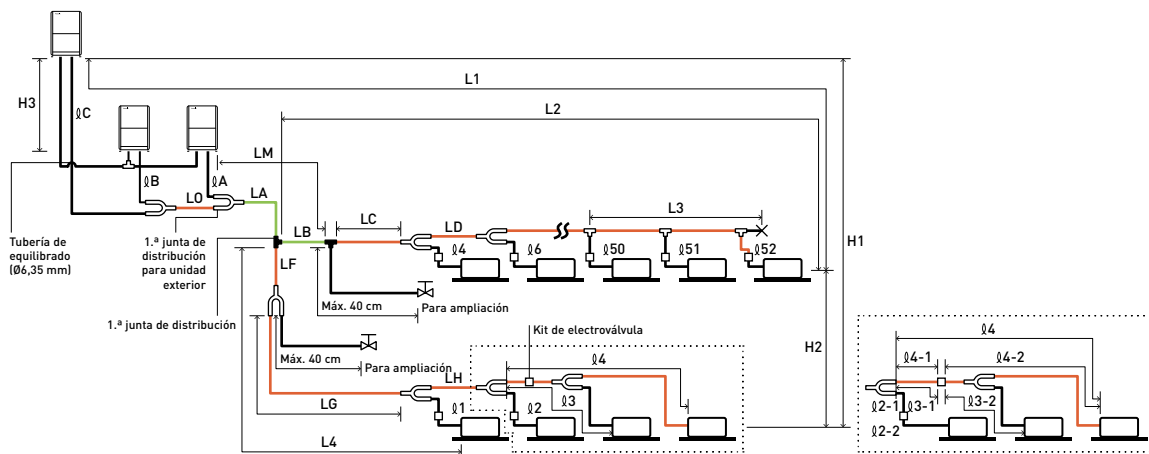 L1
H3
ℓC
L2
H1
LM
ℓB
ℓA
LO
LA
L3
LB
LC
LD
ℓ4
ℓ6
ℓ50
ℓ51
ℓ52
Tubería de
equilibrado
(Ø6,35 mm)
1.ª junta de
distribución
para unidad
exterior
LF
Máx. 40 cm
Para ampliación
1.ª junta de distribución
Kit de electroválvula
H2
Máx. 40 cm
Para ampliación
ℓ4
ℓ4
ℓ4-1
ℓ4-2
LH
LG
ℓ1
ℓ2
ℓ3
ℓ2-1
ℓ3-1
ℓ3-2
ℓ2-2
L4